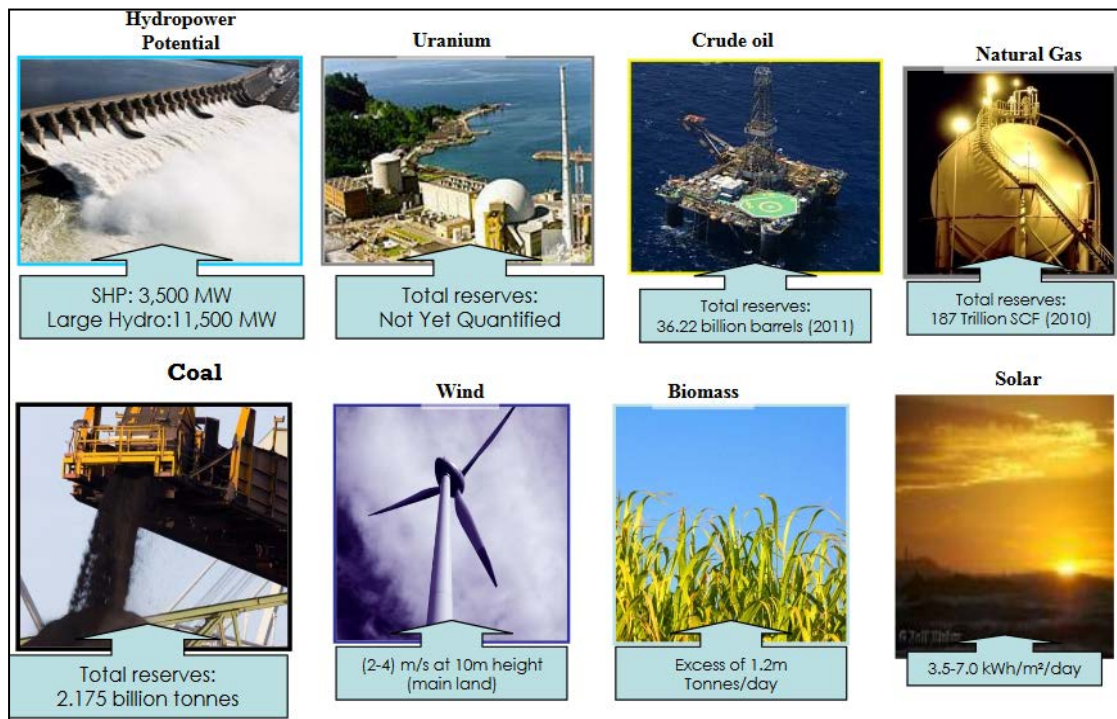 Hydropower
Potential
Uranium
Crude oil
Natural Gas
SHP: 3,500 MW
Large Hydro:11,500 MW
Total reserves:
Not Yet Quantified
Total reserves:
36.22 billion barrels (2011)
Total reserves:
187 Trillion SCF (2010)
Coal
Wind
Biomass
Solar
Total reserves:
2.175 billion tonnes
(2-4) m/s at 10m height
(main land)
Excess of 1.2m
Tonnes/day
3.5-7.0 kWh/m²/day